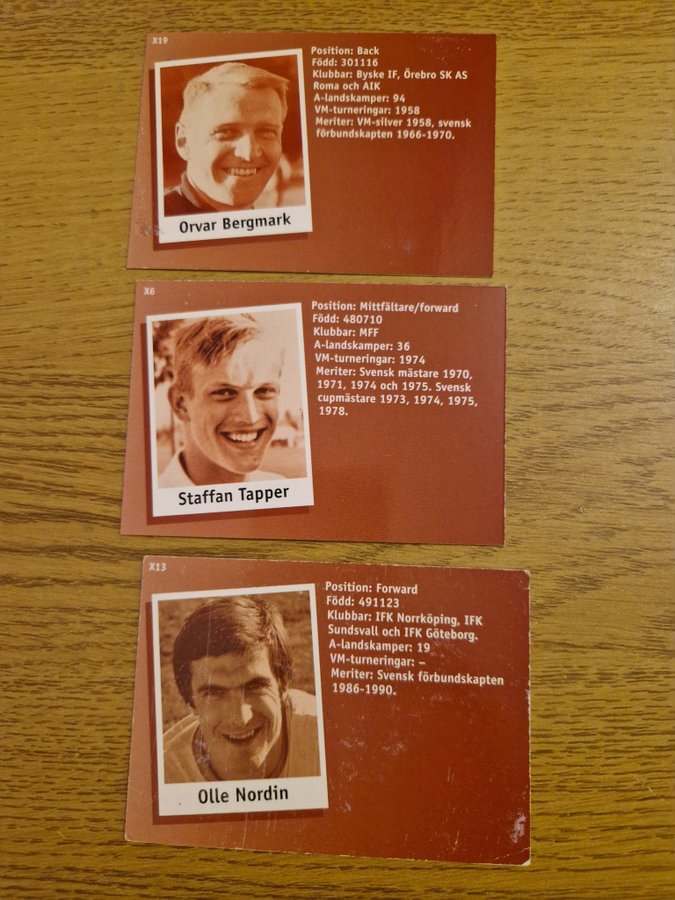 X19
Position: Back
Född: 301116
Klubbar: Byske IF, Örebro SK AS
Roma och AIK
A-landskamper: 94
VM-turneringar: 1958
Meriter: VM-silver 1958, svensk
förbundskapten 1966-1970.
Orvar Bergmark
X6
Position: Mittfältare/forward
Född: 480710
Klubbar: MFF
A-landskamper: 36
VM-turneringar: 1974
Meriter: Svensk mästare 1970,
1971, 1974 och 1975. Svensk
cupmästare 1973, 1974, 1975,
1978.
Staffan Tapper
X13
Position: Forward
Född: 491123
Klubbar: IFK Norrköping, IFK
Sundsvall och IFK Göteborg.
A-landskamper: 19
VM-turneringar: –
Meriter: Svensk förbundskapten
1986-1990.
Olle Nordin